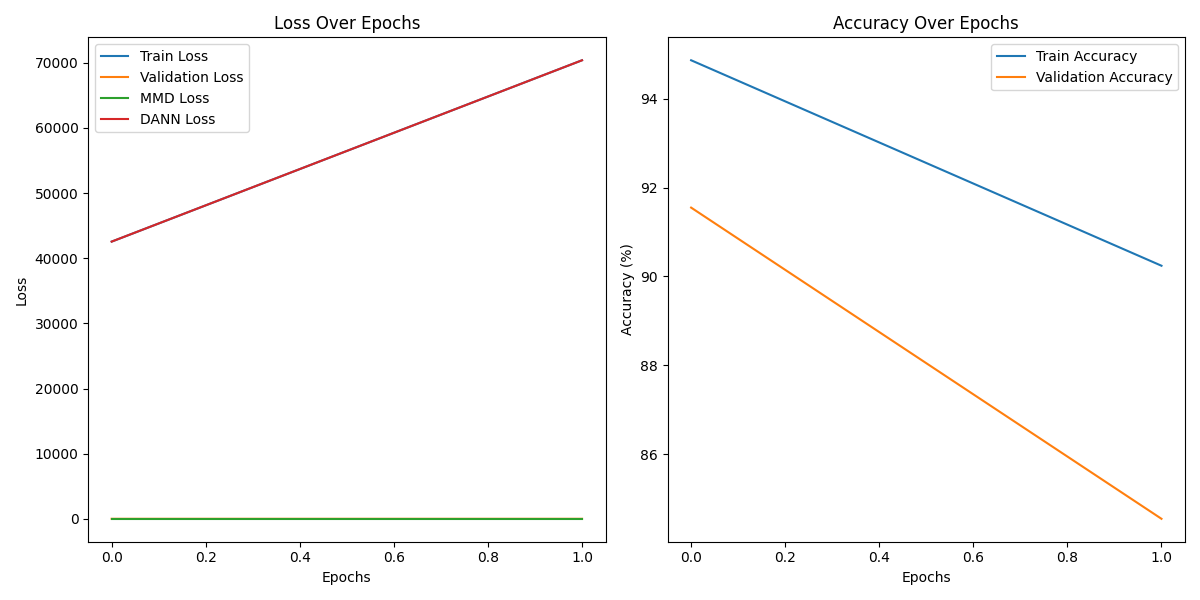 Loss Over Epochs
Train Loss
Validation Loss
MMD Loss
DANN Loss
70000
60000
50000
40000
30000
20000
10000
0
Loss
0.0 0.2 0.4 0.6 0.8 1.0
Epochs
Accuracy Over Epochs
Train Accuracy
Validation Accuracy
94
92
90
88
86
Accuracy (%)
0.0 0.2 0.4 0.6 0.8 1.0
Epochs